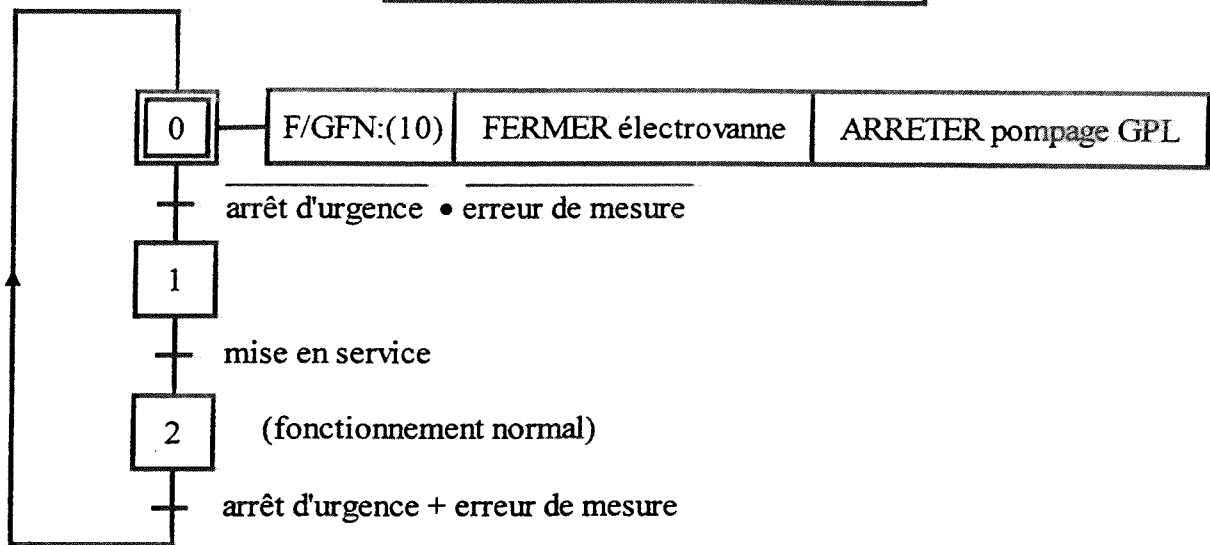 0 F/GFN:(10) FERMER électrovanne ARRETER pompage GPL
arrêt d'urgence • erreur de mesure
1
mise en service
2 (fonctionnement normal)
arrêt d'urgence + erreur de mesure